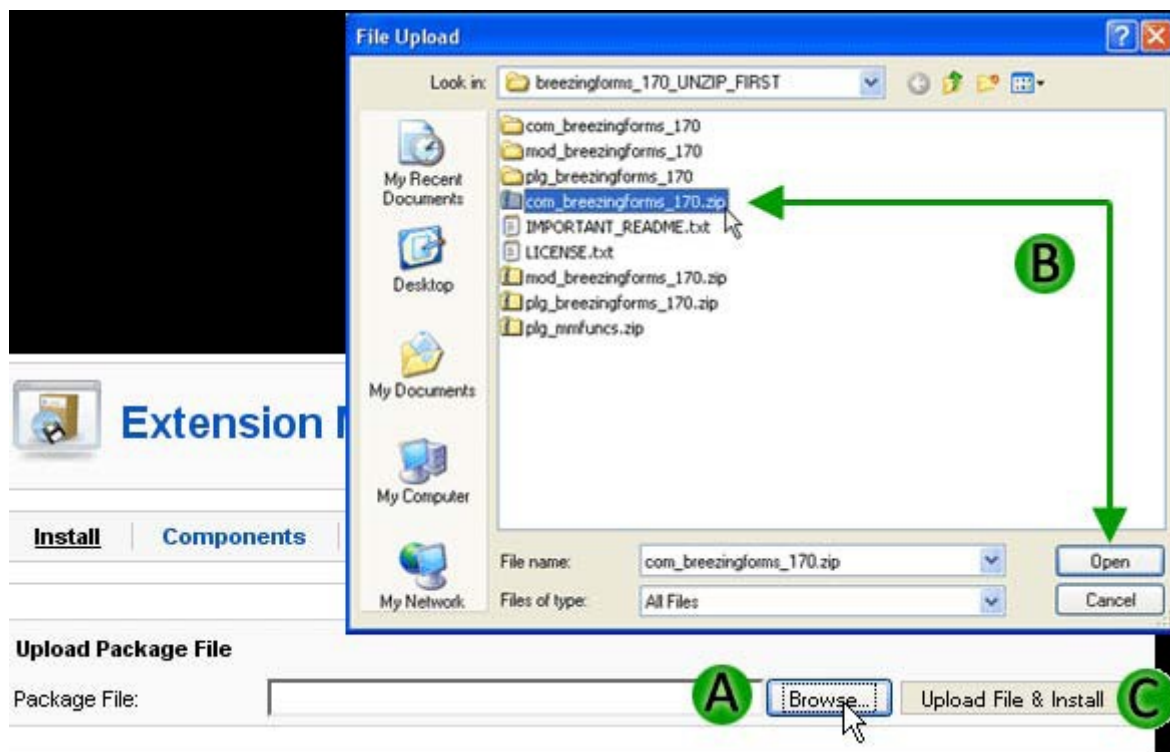 File Upload
Look in: breezingforms_170_UNZIP_FIRST
com_breezingforms_170
mod_breezingforms_170
plg_breezingforms_170
com_breezingforms_170.zip
IMPORTANT_README.txt
LICENSE.txt
mod_breezingforms_170.zip
plg_breezingforms_170.zip
plg_mmfuncs.zip
My Recent
Documents
Desktop
My Documents
My Computer
My Network
B
File name: com_breezingforms_170.zip Open
Files of type: All Files Cancel
Extension
Install Components
Upload Package File
Package File: A Browse... Upload File & Install C